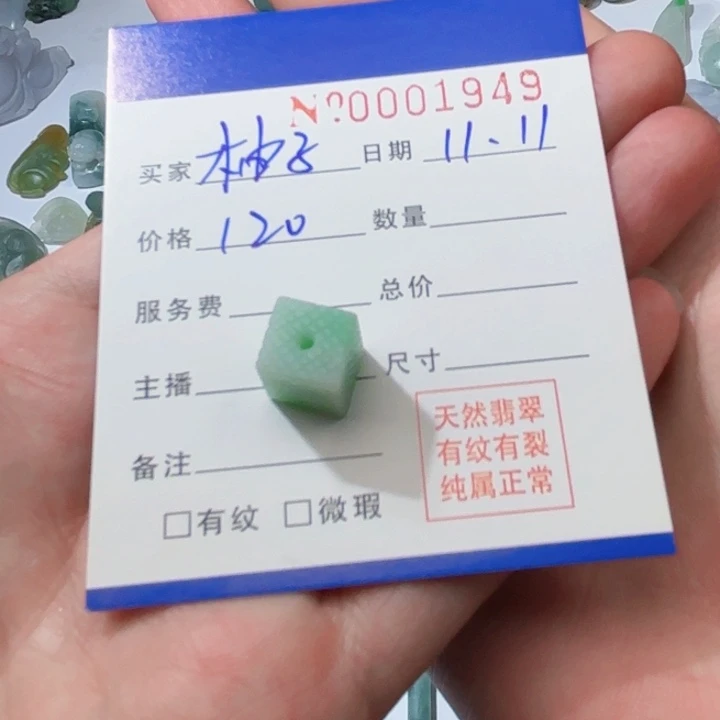 №0001949
买家 柚子 日期 11.11
价格 120 数量
服务费 总价
主播 尺寸
备注
天然翡翠
有纹有裂
纯属正常
□有纹 □微瑕